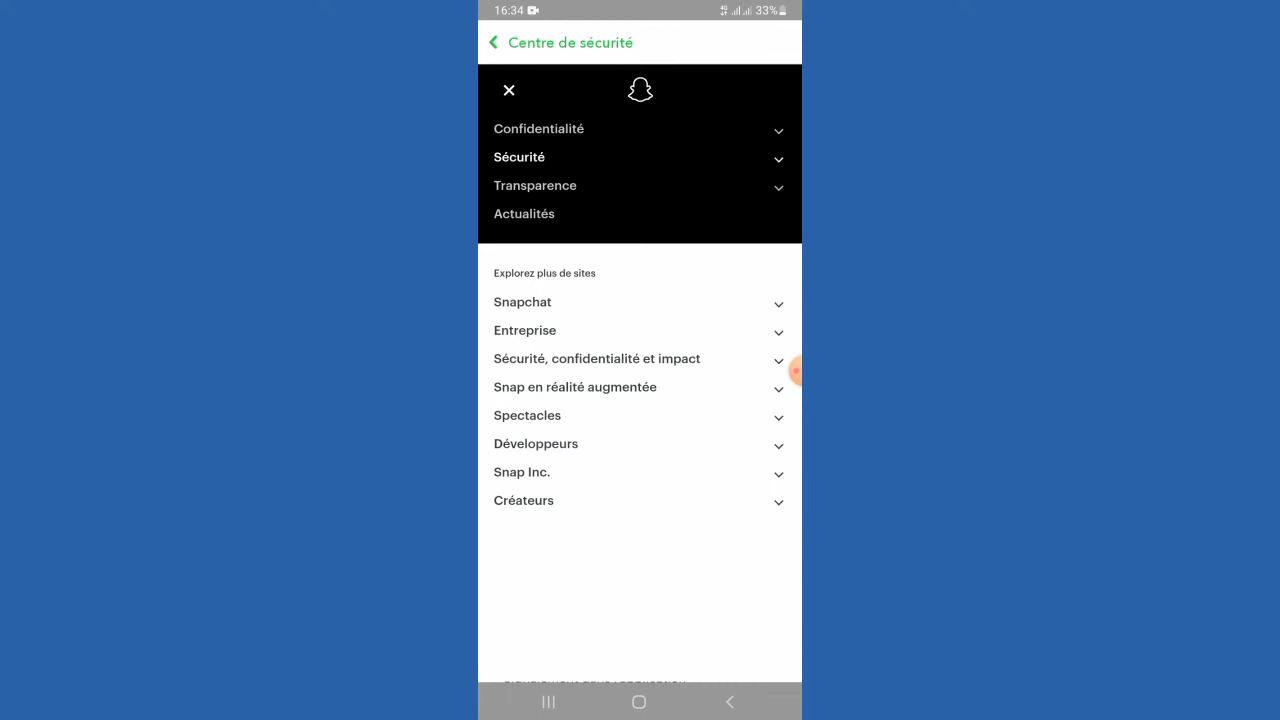 16:34
4G 33%
Centre de sécurité
Confidentialité
Sécurité
Transparence
Actualités
Explorez plus de sites
Snapchat
Entreprise
Sécurité, confidentialité et impact
Snap en réalité augmentée
Spectacles
Développeurs
Snap Inc.
Créateurs